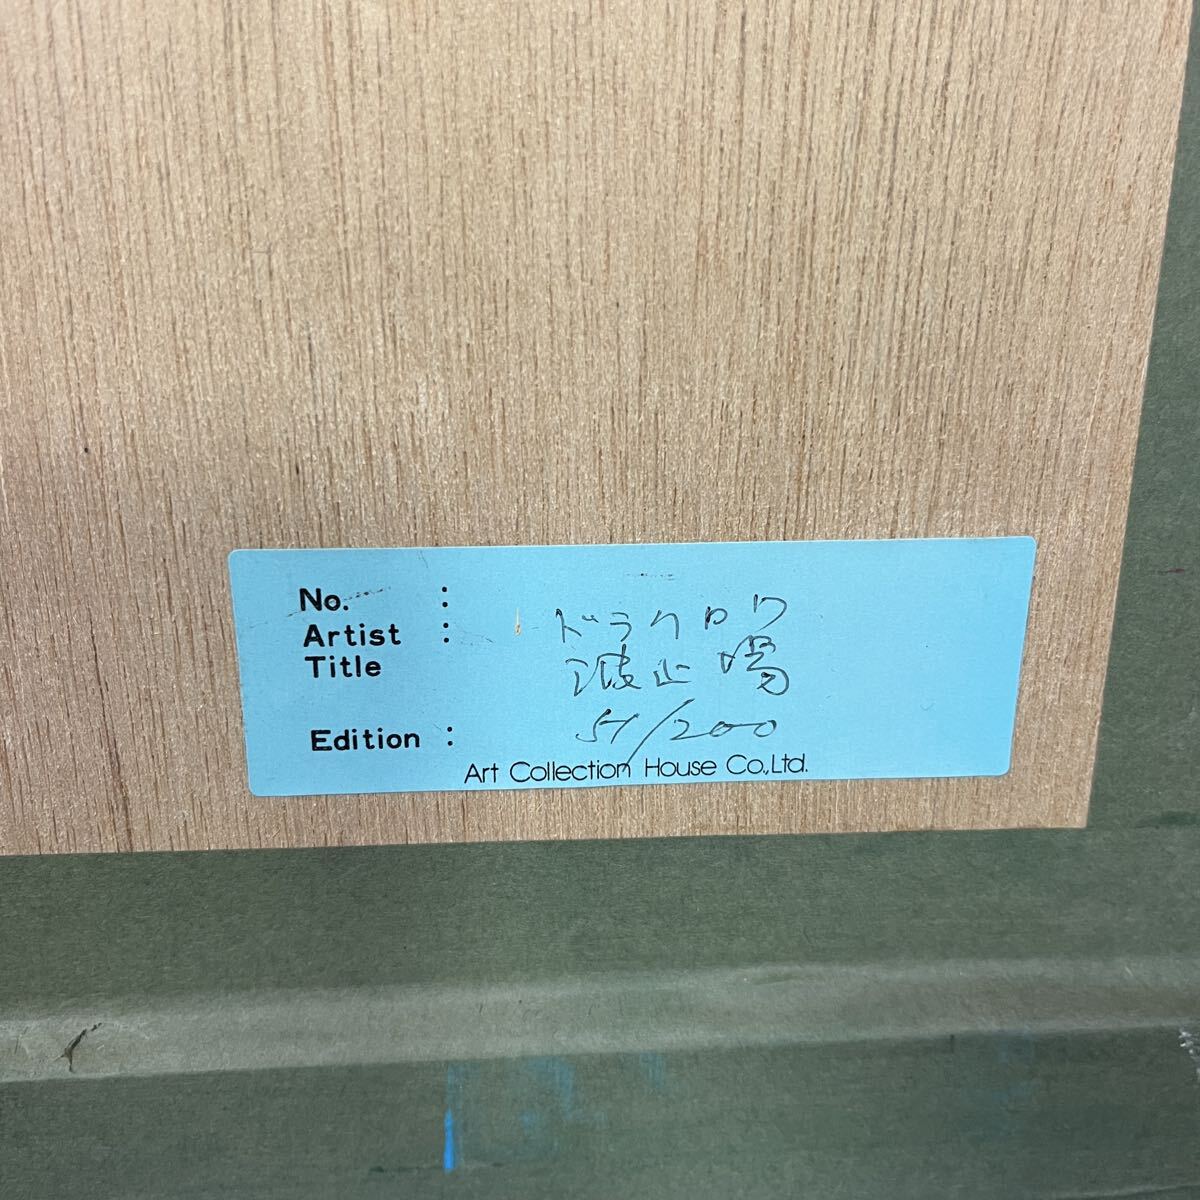 No. :
Artist : ドラクロワ
Title 波止場
Edition : 51/200
Art Collection House Co.,Ltd.